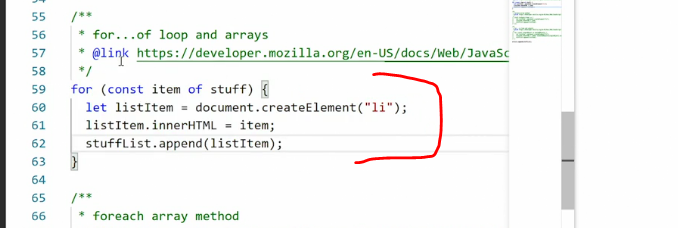 55 /**
56 * for...of loop and arrays
57 * @link https://developer.mozilla.org/en-US/docs/Web/JavaSc
58 */
59 for (const item of stuff) {
60 let listItem = document.createElement("li");
61 listItem.innerHTML = item;
62 stuffList.append(listItem);
63 }
64
65 /**
66 * foreach array method